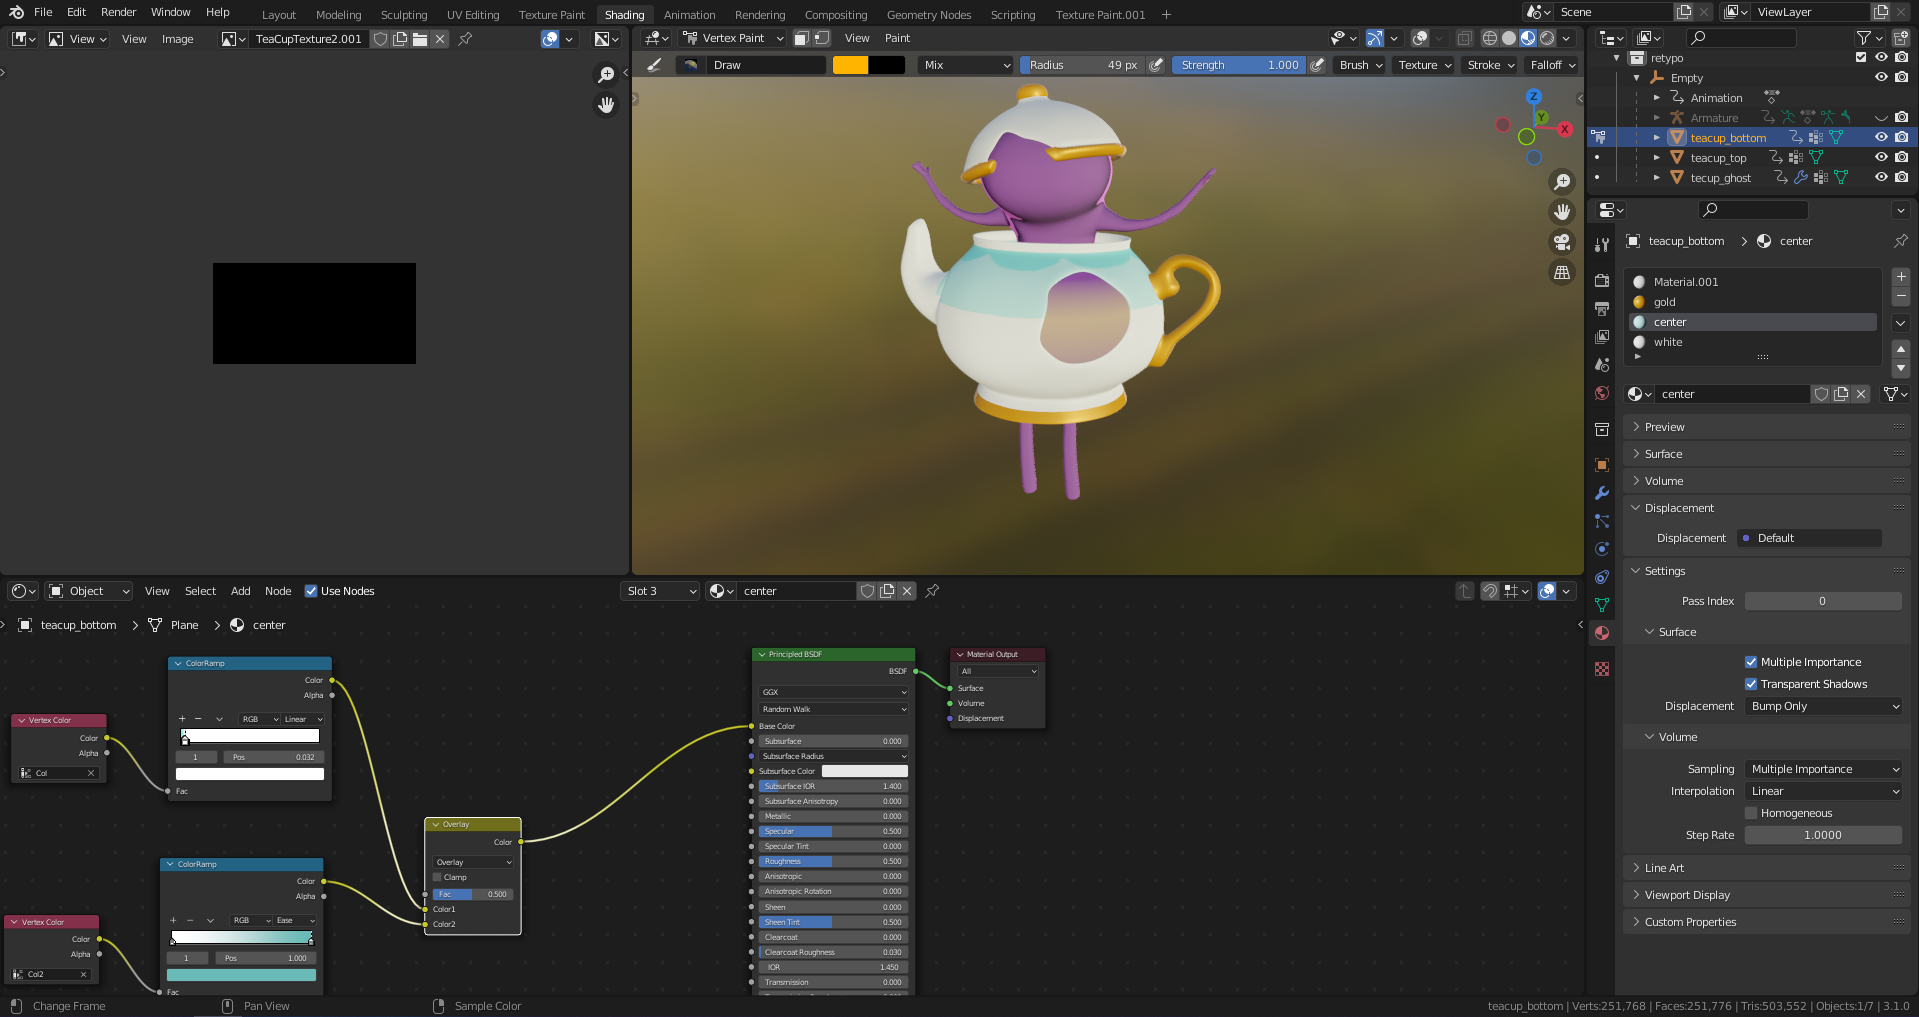 File Edit Render Window Help Layout Modeling Sculpting UV Editing Texture Paint Shading Animation Rendering Compositing Geometry Nodes Scripting Texture Paint.001 + Scene ViewLayer
View View Image TeaCupTexture2.001
Vertex Paint View Paint
Draw Mix Radius 49 px Strength 1.000 Brush Texture Stroke Falloff
Z
Y
X
retypo
Empty
Animation
Armature
teacup_bottom
teacup_top
tecup_ghost
teacup_bottom > center
Material.001
gold
center
white
center
Preview
Surface
Volume
Displacement
Displacement Default
Settings
Pass Index 0
Surface
Multiple Importance
Transparent Shadows
Displacement Bump Only
Volume
Sampling Multiple Importance
Interpolation Linear
Homogeneous
Step Rate 1.0000
Line Art
Viewport Display
Custom Properties
Object View Select Add Node Use Nodes Slot 3 center
teacup_bottom > Plane > center
ColorRamp
Color
Alpha
RGB Linear
1 Pos 0.032
Fac
Vertex Color
Color
Alpha
Col
ColorRamp
Color
Alpha
RGB Ease
1 Pos 1.000
Fac
Vertex Color
Color
Alpha
Col2
Overlay
Color
Overlay
Clamp
Fac 0.500
Color1
Color2
Principled BSDF
BSDF
GGX
Random Walk
Base Color
Subsurface 0.000
Subsurface Radius
Subsurface Color
Subsurface IOR 1.400
Subsurface Anisotropy 0.000
Metallic 0.000
Specular 0.500
Specular Tint 0.000
Roughness 0.500
Anisotropic 0.000
Anisotropic Rotation 0.000
Sheen 0.000
Sheen Tint 0.500
Clearcoat 0.000
Clearcoat Roughness 0.030
IOR 1.450
Transmission 0.000
Material Output
All
Surface
Volume
Displacement
Change Frame Pan View Sample Color teacup_bottom | Verts:251,768 | Faces:251,776 | Tris:503,552 | Objects:1/7 | 3.1.0